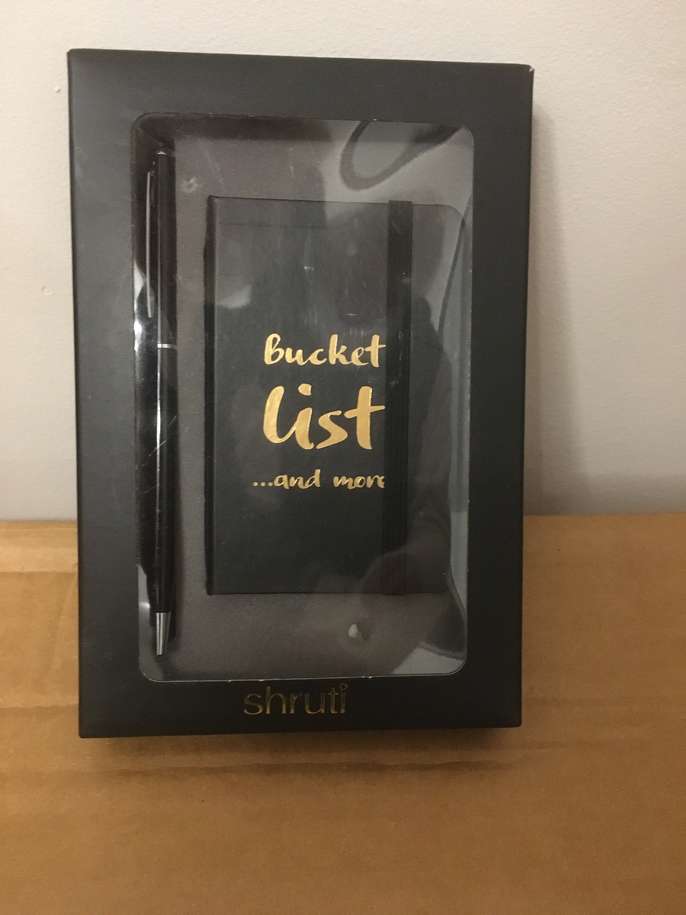 Bucket
list
...and more
shruti